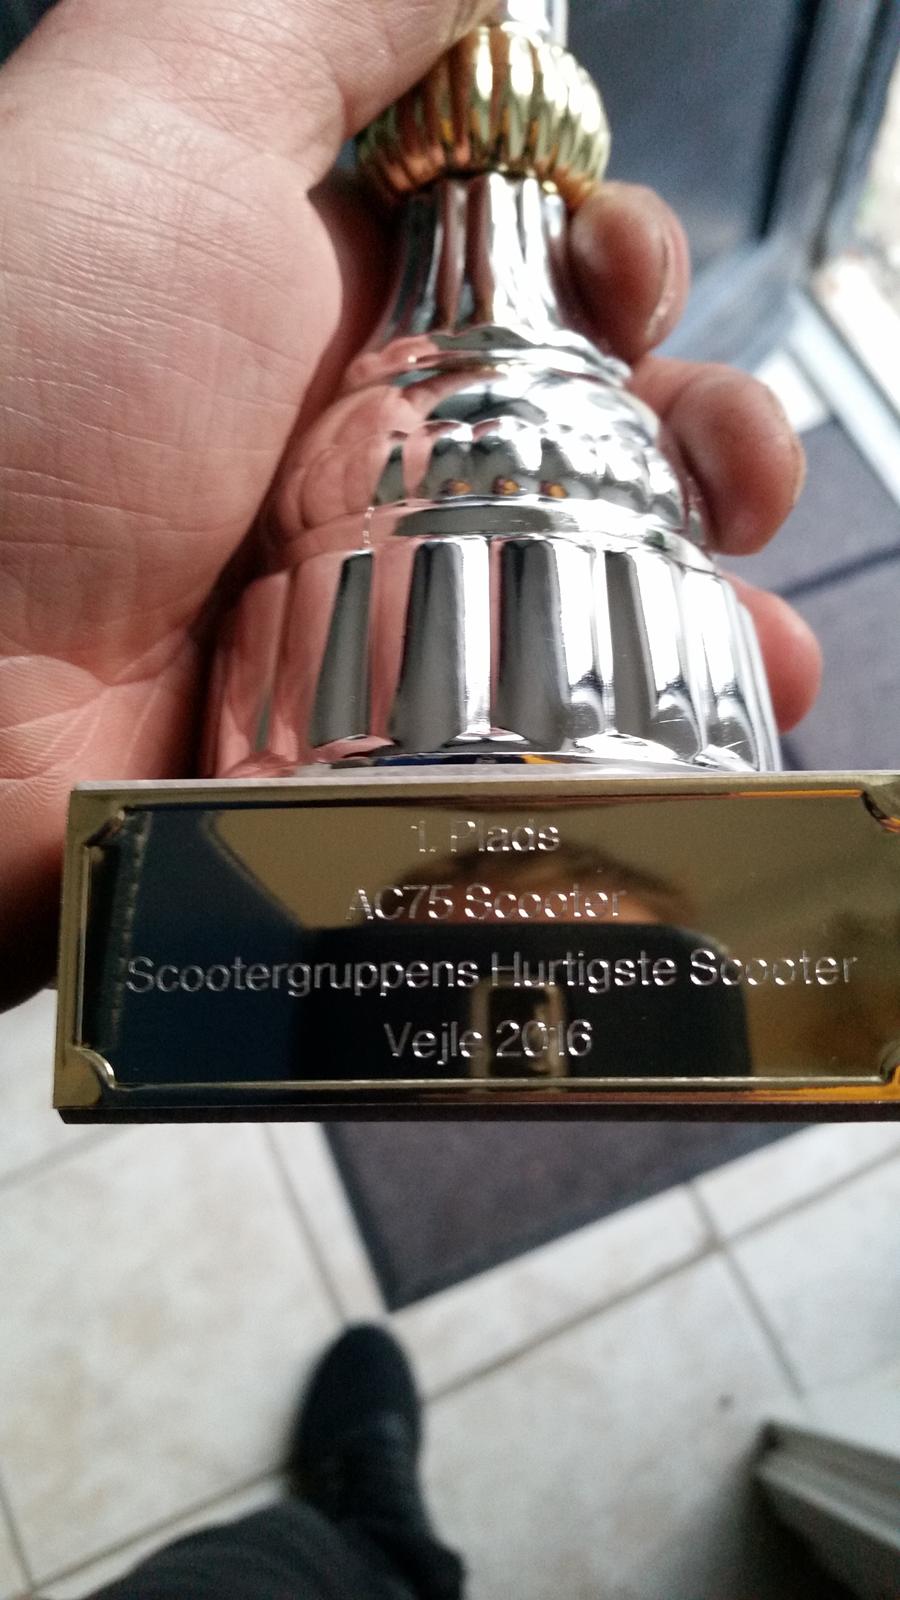 1. Plads
AC75 Scooter
Scootergruppens Hurtigste Scooter
Vejle 2016